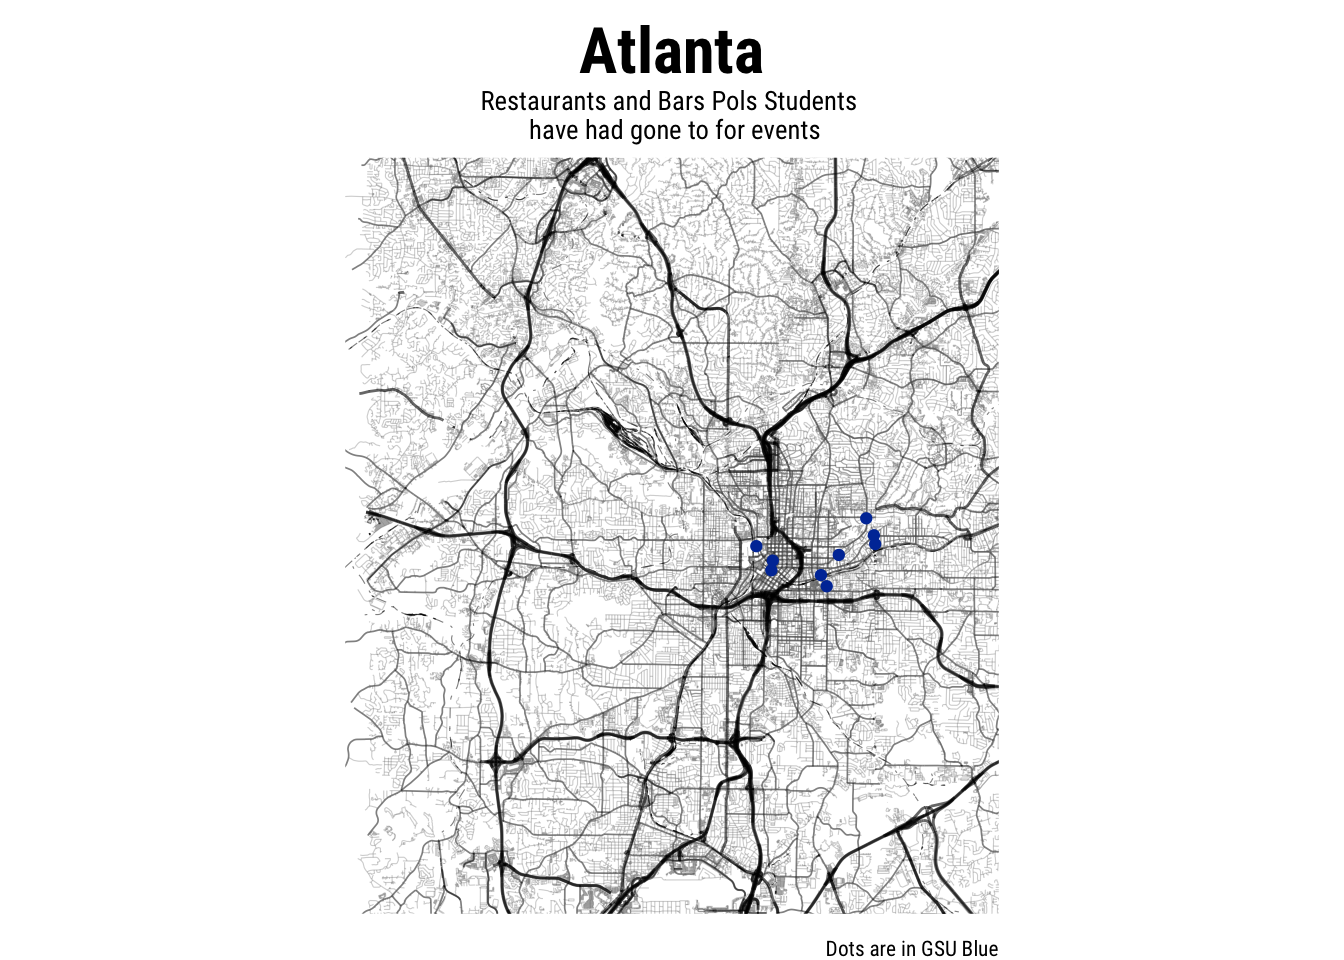 Atlanta
Restaurants and Bars Pols Students
have had gone to for events
Dots are in GSU Blue